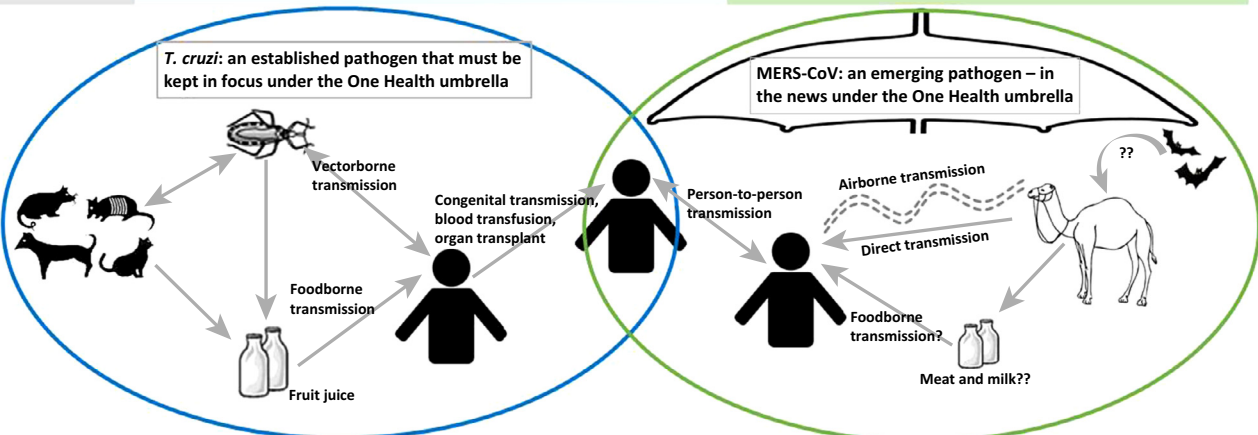 T. cruzi: an established pathogen that must be
kept in focus under the One Health umbrella
MERS-CoV: an emerging pathogen – in
the news under the One Health umbrella
Vectorborne
transmission
Congenital transmission,
blood transfusion,
organ transplant
Foodborne
transmission
Fruit juice
Person-to-person
transmission
Airborne transmission
Direct transmission
??
Foodborne
transmission?
Meat and milk??